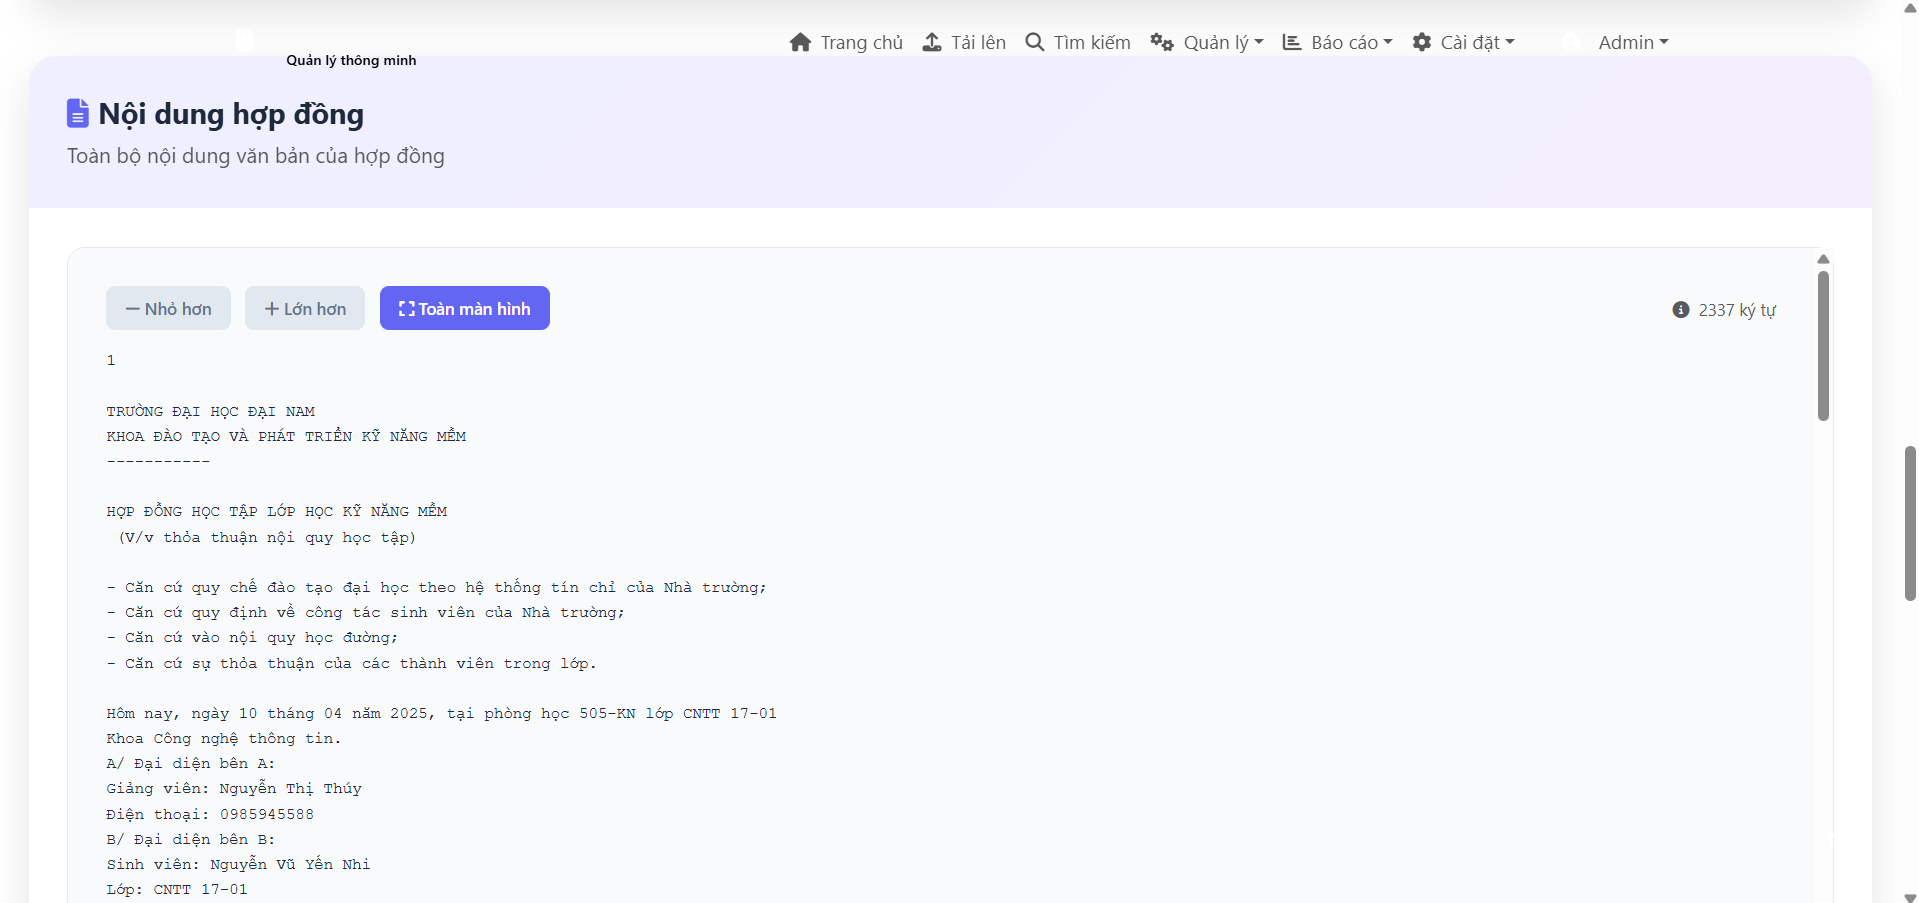 Trang chủ Tải lên Tìm kiếm Quản lý Báo cáo Cài đặt Admin
Quản lý thông minh
Nội dung hợp đồng
Toàn bộ nội dung văn bản của hợp đồng
Nhỏ hơn Lớn hơn Toàn màn hình 2337 ký tự
1
TRƯỜNG ĐẠI HỌC ĐẠI NAM
KHOA ĐÀO TẠO VÀ PHÁT TRIỂN KỸ NĂNG MỀM
-----------
HỢP ĐỒNG HỌC TẬP LỚP HỌC KỸ NĂNG MỀM
(V/v thỏa thuận nội quy học tập)
- Căn cứ quy chế đào tạo đại học theo hệ thống tín chỉ của Nhà trường;
- Căn cứ quy định về công tác sinh viên của Nhà trường;
- Căn cứ vào nội quy học đường;
- Căn cứ sự thỏa thuận của các thành viên trong lớp.
Hôm nay, ngày 10 tháng 04 năm 2025, tại phòng học 505-KN lớp CNTT 17-01
Khoa Công nghệ thông tin.
A/ Đại diện bên A:
Giảng viên: Nguyễn Thị Thúy
Điện thoại: 0985945588
B/ Đại diện bên B:
Sinh viên: Nguyễn Vũ Yến Nhi
Lớp: CNTT 17-01